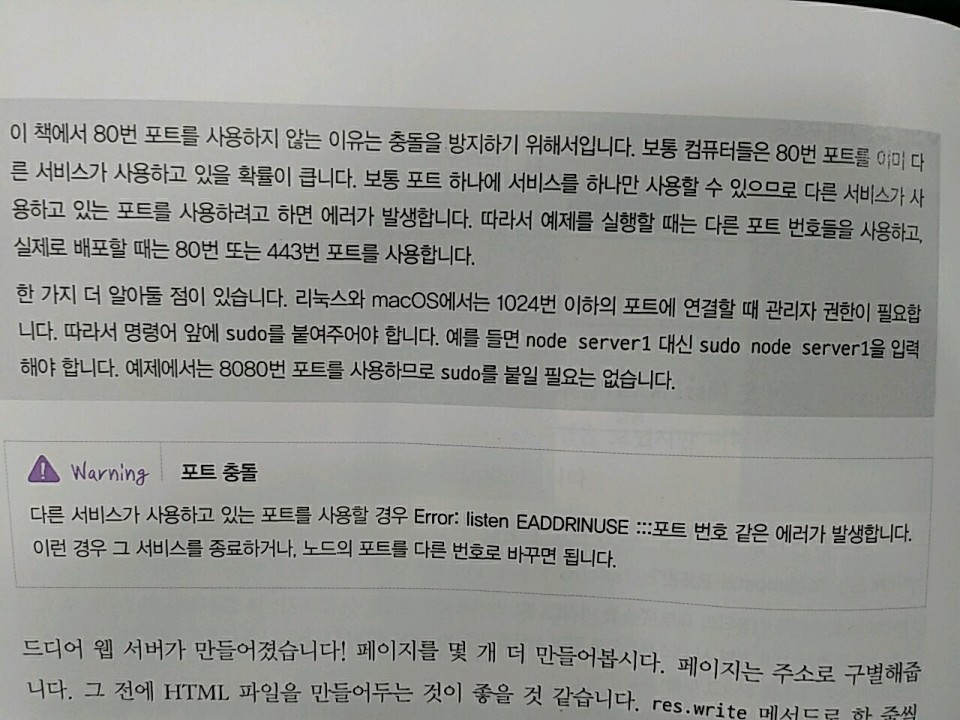 이 책에서 80번 포트를 사용하지 않는 이유는 충돌을 방지하기 위해서입니다. 보통 컴퓨터들은 80번 포트를 이미 다
른 서비스가 사용하고 있을 확률이 큽니다. 보통 포트 하나에 서비스를 하나만 사용할 수 있으므로 다른 서비스가 사
용하고 있는 포트를 사용하려고 하면 에러가 발생합니다. 따라서 예제를 실행할 때는 다른 포트 번호들을 사용하고,
실제로 배포할 때는 80번 또는 443번 포트를 사용합니다.
한 가지 더 알아둘 점이 있습니다. 리눅스와 macOS에서는 1024번 이하의 포트에 연결할 때 관리자 권한이 필요합
니다. 따라서 명령어 앞에 sudo를 붙여주어야 합니다. 예를 들면 node server1 대신 sudo node server1을 입력
해야 합니다. 예제에서는 8080번 포트를 사용하므로 sudo를 붙일 필요는 없습니다.
Warning 포트 충돌
다른 서비스가 사용하고 있는 포트를 사용할 경우 Error: listen EADDRINUSE :::포트 번호 같은 에러가 발생합니다.
이런 경우 그 서비스를 종료하거나, 노드의 포트를 다른 번호로 바꾸면 됩니다.
드디어 웹 서버가 만들어졌습니다! 페이지를 몇 개 더 만들어봅시다. 페이지는 주소로 구별해줍
니다. 그 전에 HTML 파일을 만들어두는 것이 좋을 것 같습니다. res.write 메서드로 한 줄씩